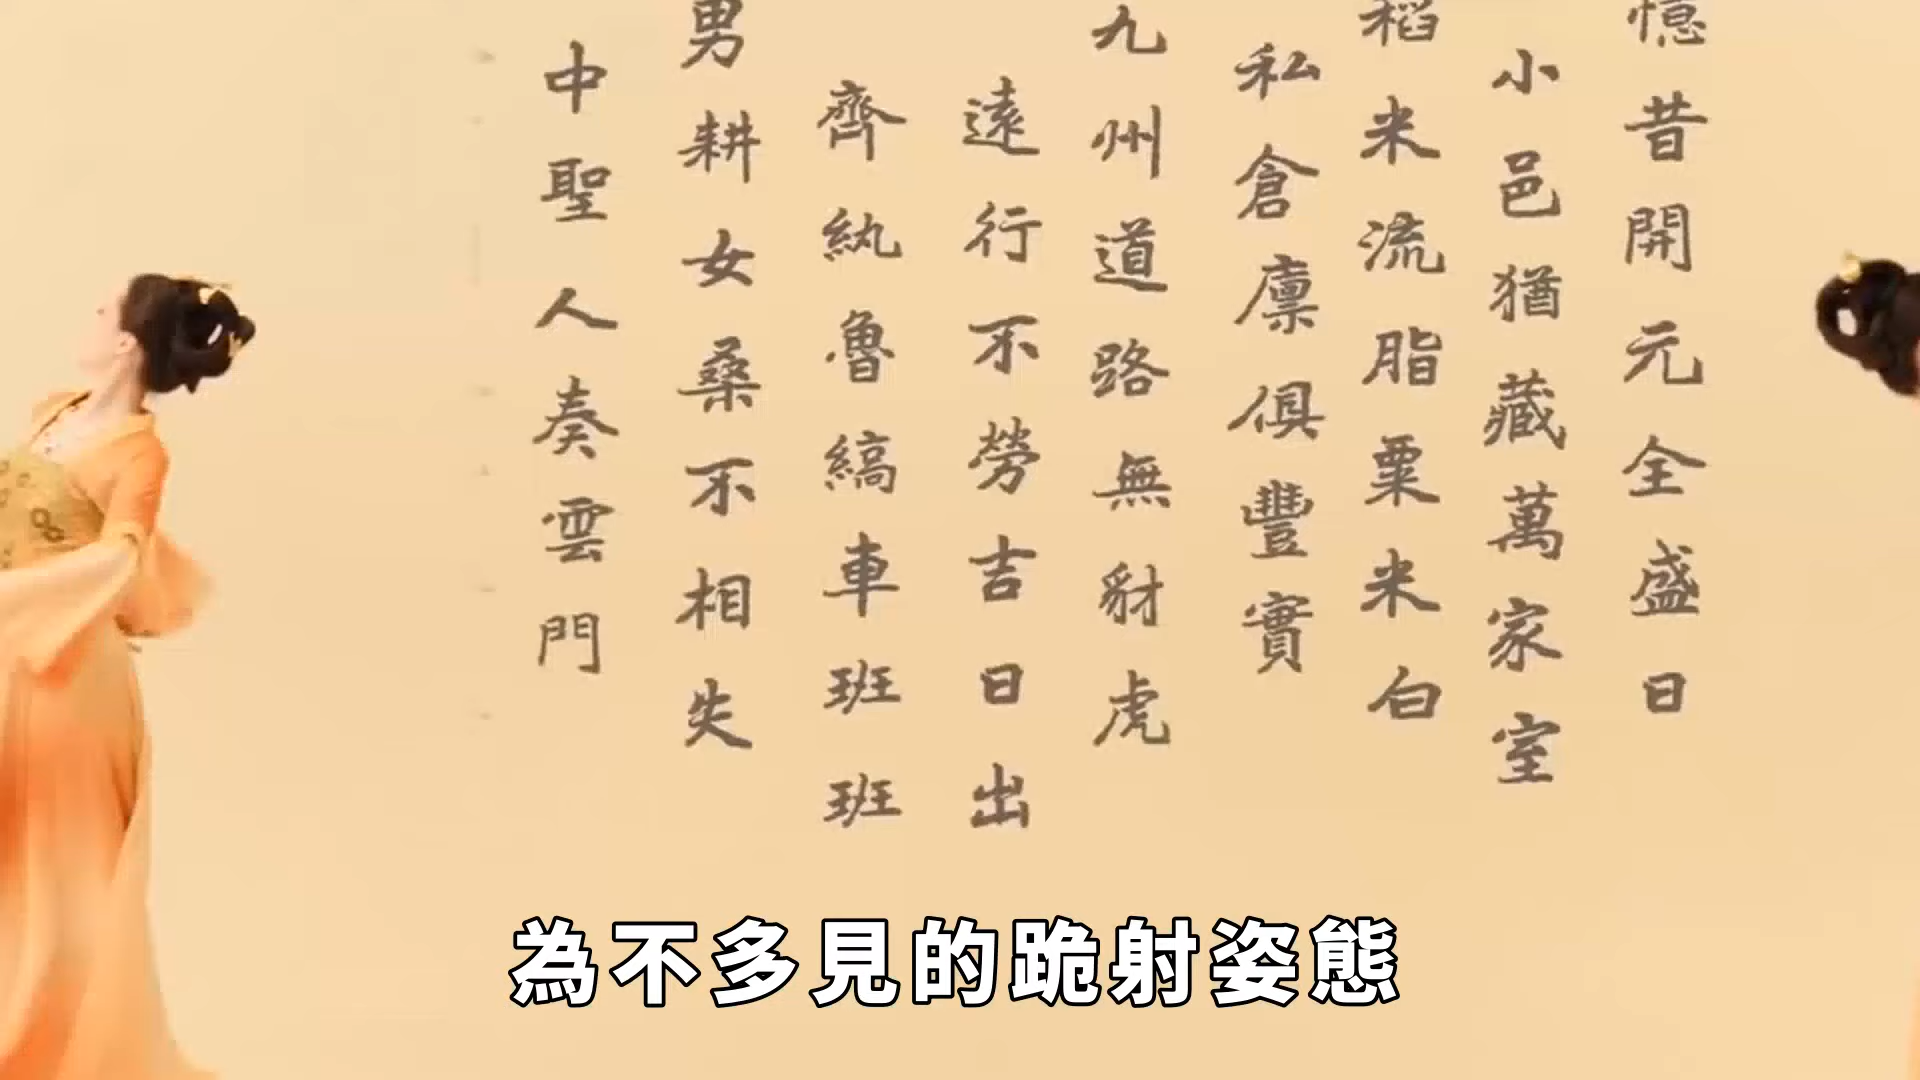 憶昔開元全盛日
小邑猶藏萬家室
稻米流脂粟米白
私倉廩俱豐實
九州道路無豺虎
遠行不勞吉日出
齊紈魯縞車班班
男耕女桑不相失
中聖人奏雲門
為不多見的跪射姿態